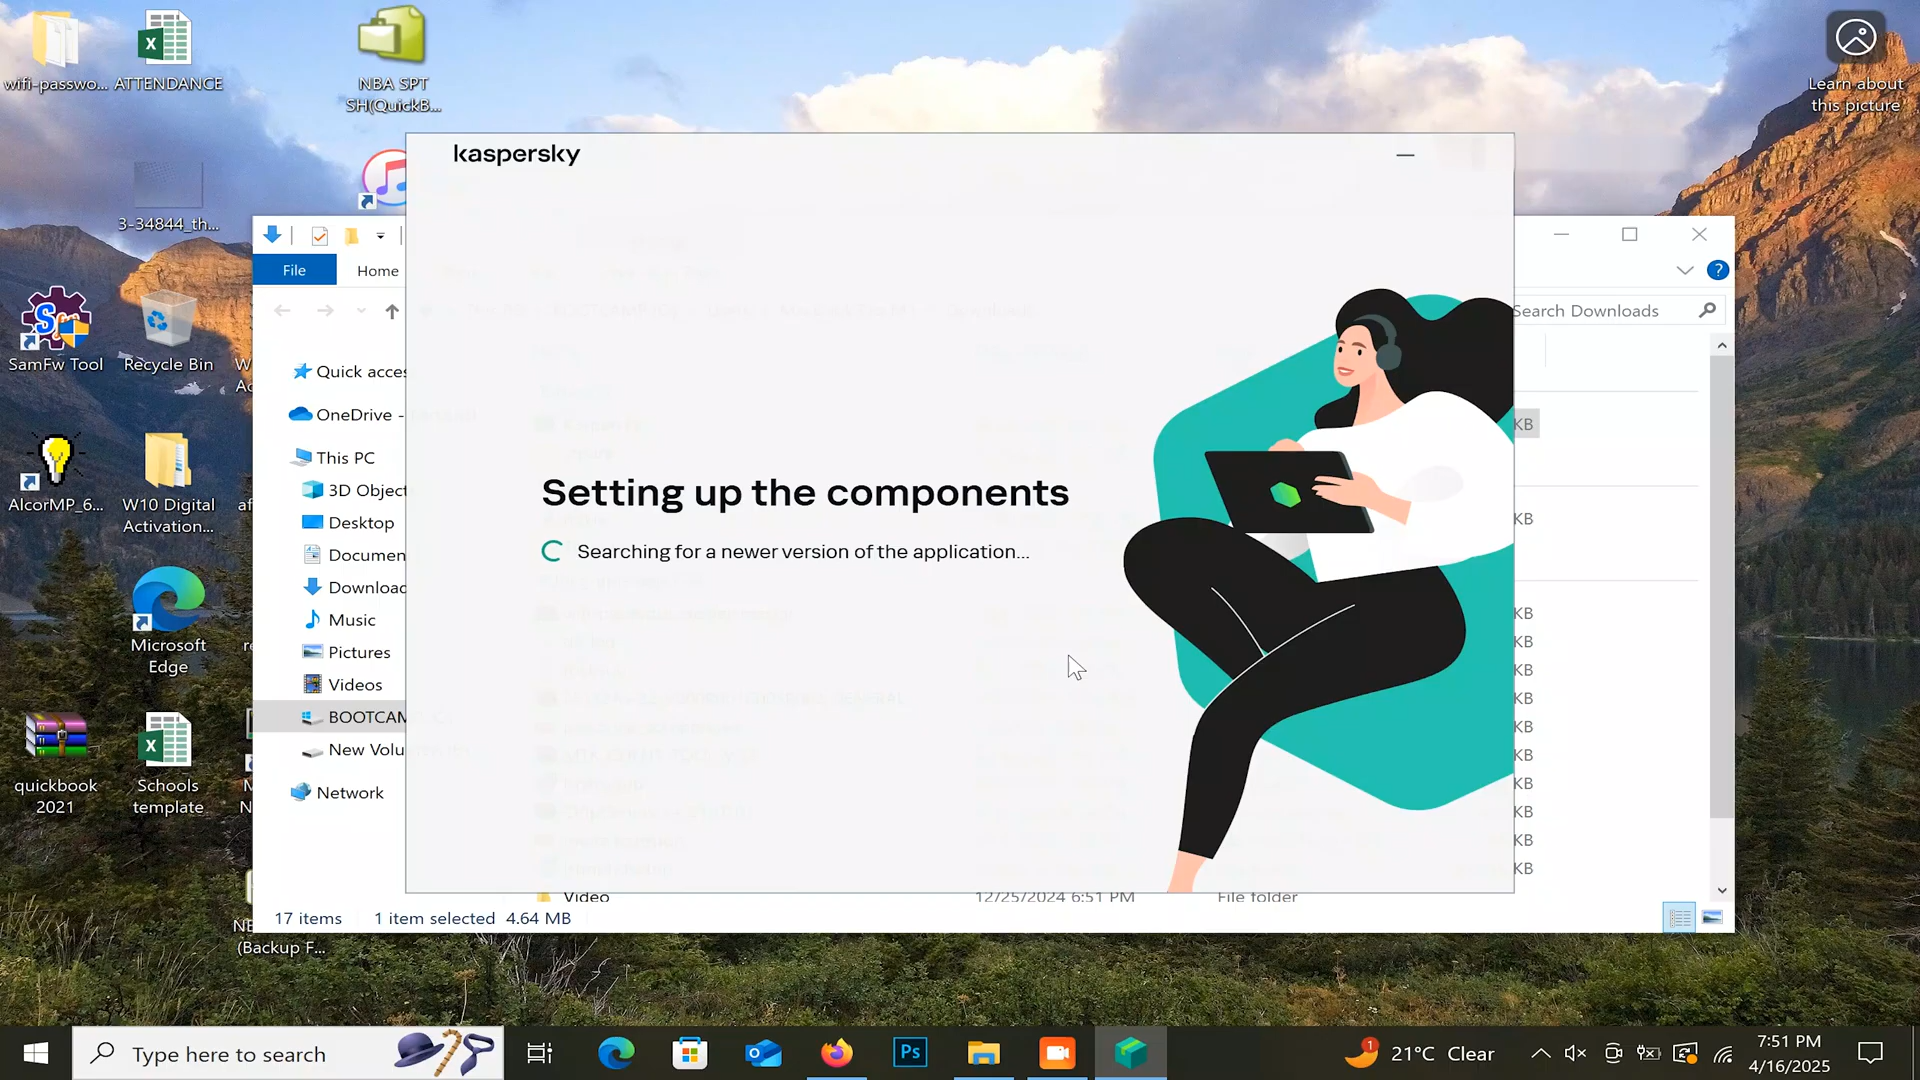 wifi-passwo...
ATTENDANCE
NBA SPT
SH(QuickB...
Learn about
this picture
3-34844_th...
SamFw Tool
Recycle Bin
AlcorMP_6...
W10 Digital
Activation...
Microsoft
Edge
quickbook
2021
Schools
template
(Backup F...
kaspersky
Setting up the components
Searching for a newer version of the application...
File
Home
Search Downloads
Quick acces
OneDrive -
This PC
3D Object
Desktop
Documen
Download
Music
Pictures
Videos
BOOTCAM
New Volu
Network
KB
KB
KB
KB
KB
KB
KB
KB
KB
KB
KB
KB
Video
12/25/2024 6:51 PM
File folder
17 items
1 item selected 4.64 MB
Type here to search
Ps
1
21°C Clear
7:51 PM
4/16/2025